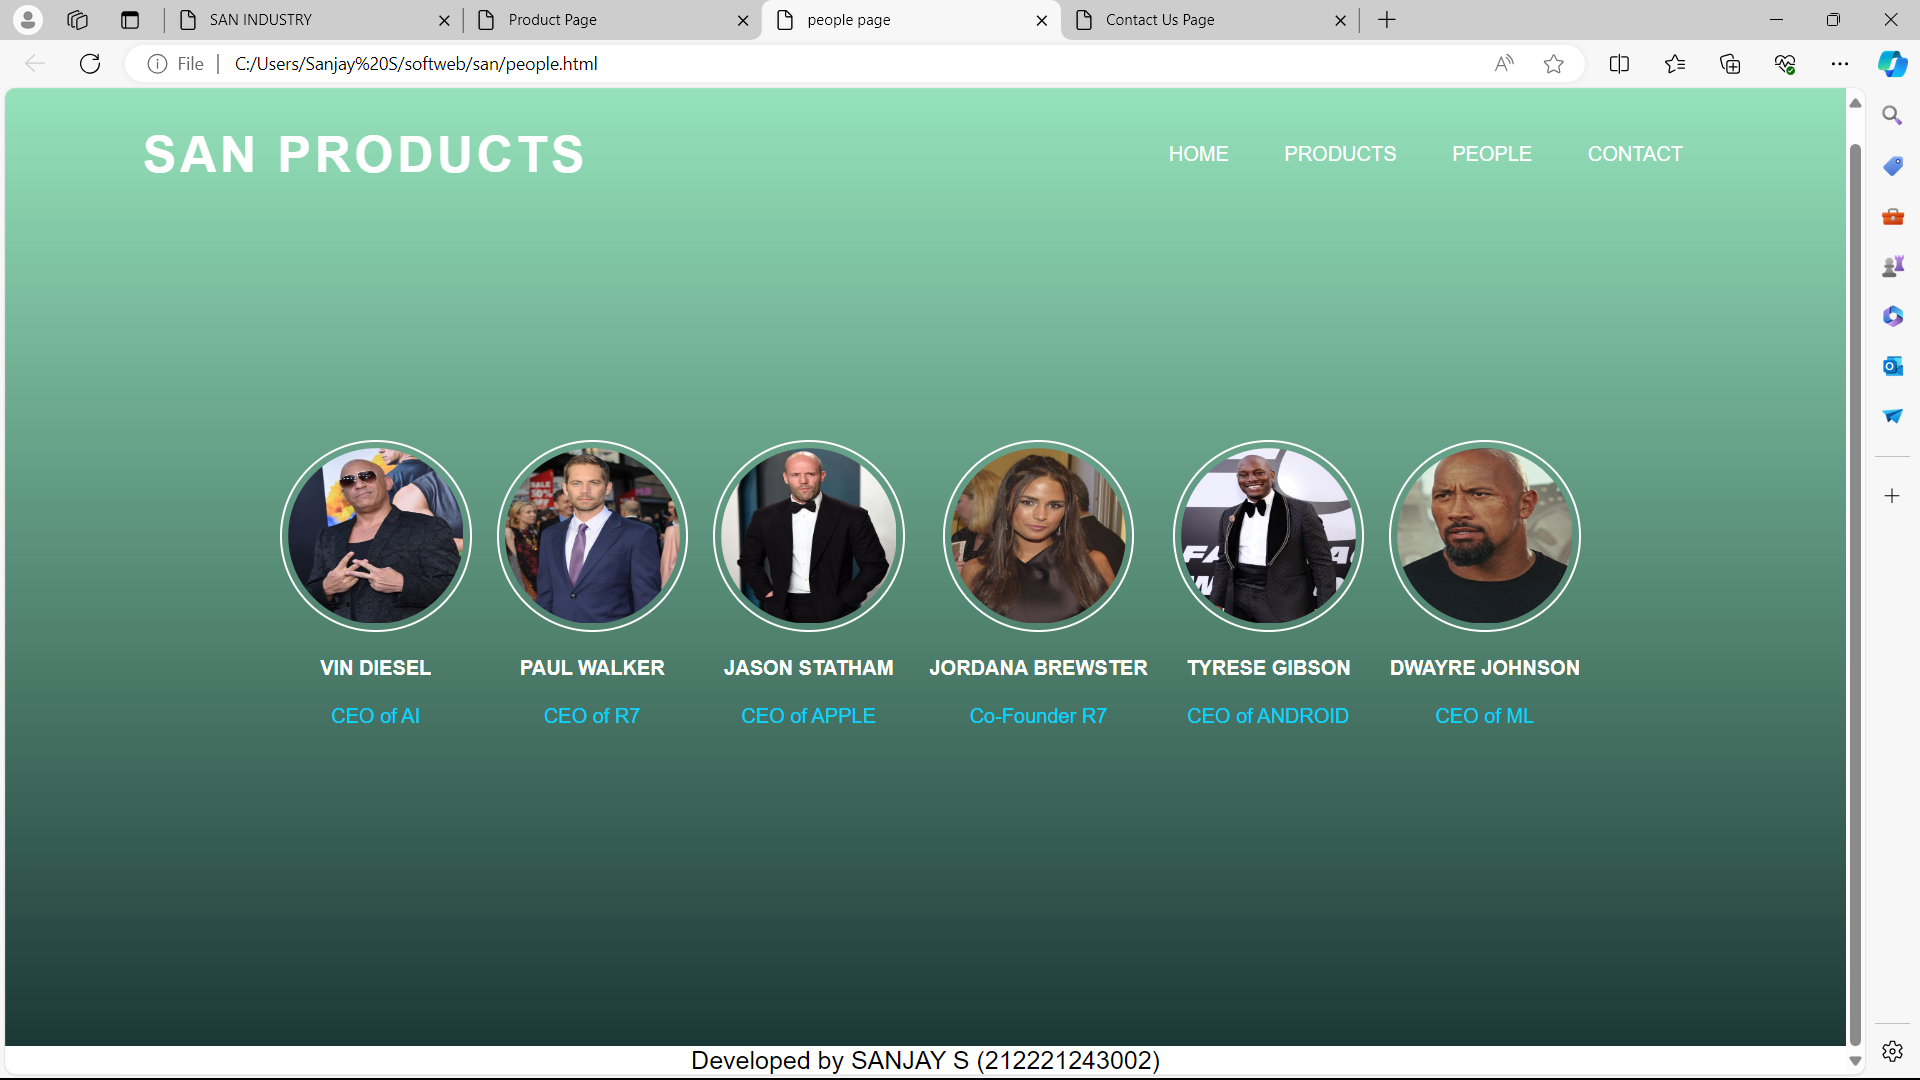 SAN INDUSTRY
Product Page
people page
Contact Us Page
File
C:/Users/Sanjay%20S/softweb/san/people.html
SAN PRODUCTS
HOME
PRODUCTS
PEOPLE
CONTACT
SALE
50%
OFF
VIN DIESEL
PAUL WALKER
JASON STATHAM
JORDANA BREWSTER
TYRESE GIBSON
DWAYRE JOHNSON
CEO of AI
CEO of R7
CEO of APPLE
Co-Founder R7
CEO of ANDROID
CEO of ML
Developed by SANJAY S (212221243002)